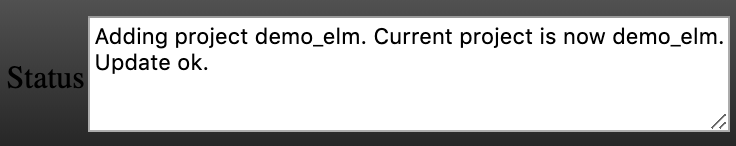 Status
Adding project demo_elm. Current project is now demo_elm.
Update ok.